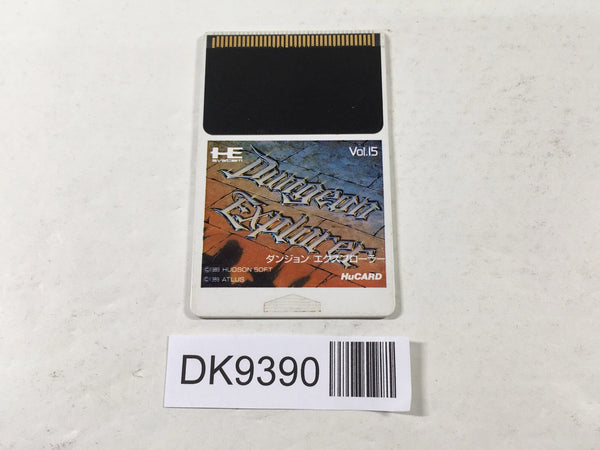 HE
system
Vol.15
Dungeon
Explorer
ダンジョン エクスプローラー
©1989 HUDSON SOFT
©1989 ATLUS
HuCARD
DK9390